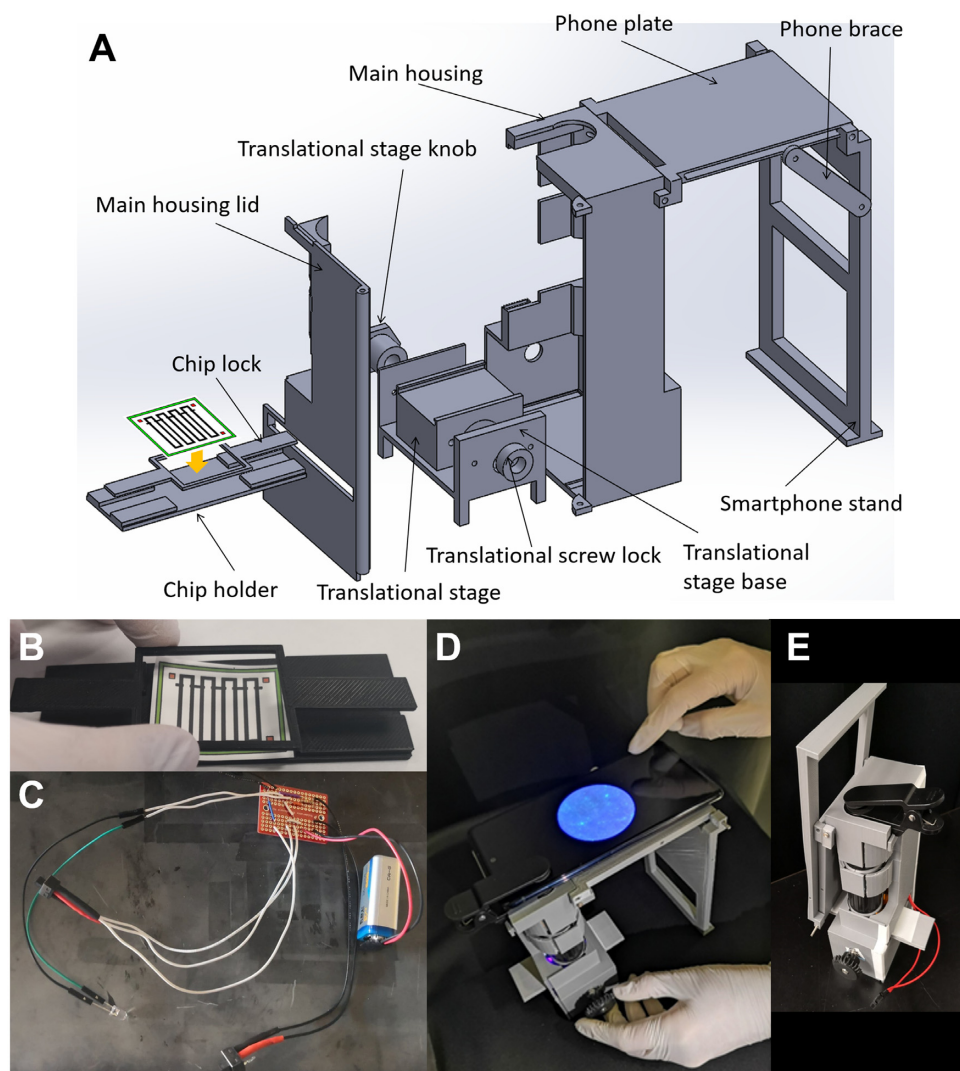 A
Phone plate
Phone brace
Main housing
Translational stage knob
Main housing lid
Chip lock
Smartphone stand
Translational screw lock
Translational
stage base
Translational stage
Chip holder
B
C
D
E